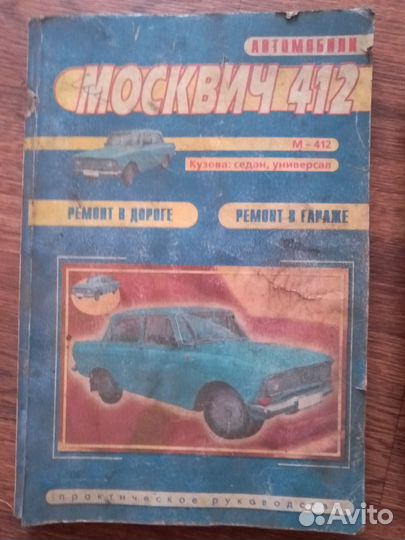 АВТОМОБИЛИ
МОСКВИЧ 412
М - 412
Кузова: седан, универсал
РЕМОНТ В ДОРОГЕ
РЕМОНТ В ГАРАЖЕ
практическое руководство
Avito